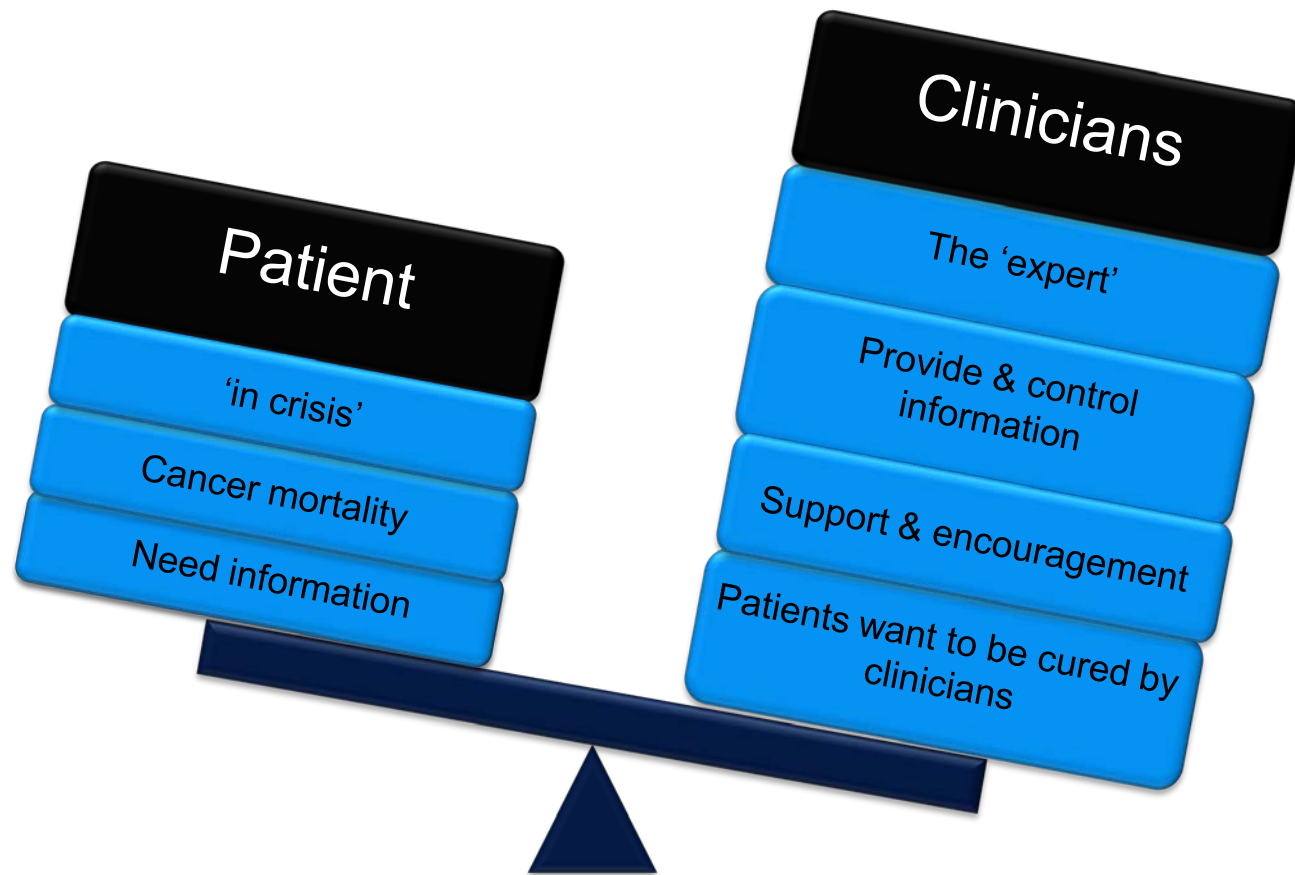 Patient
‘in crisis’
Cancer mortality
Need information
Clinicians
The ‘expert’
Provide & control
information
Support & encouragement
Patients want to be cured by
clinicians